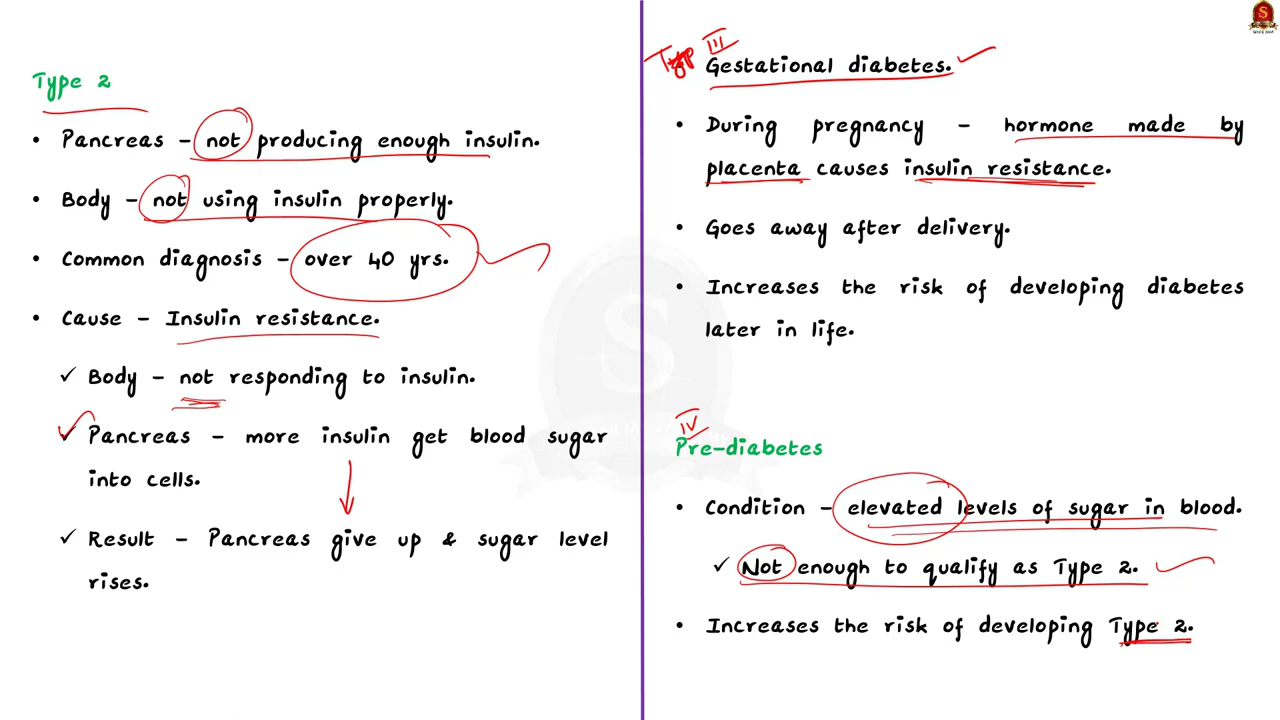 Type 2
• Pancreas - not producing enough insulin.
• Body - not using insulin properly.
• Common diagnosis - over 40 yrs.
• Cause - Insulin resistance.
✓ Body - not responding to insulin.
✓ Pancreas - more insulin get blood sugar
into cells.
✓ Result - Pancreas give up & sugar level
rises.
S
Typ III
Gestational diabetes.
• During pregnancy - hormone made by
placenta causes insulin resistance.
• Goes away after delivery.
• Increases the risk of developing diabetes
later in life.
IV
Pre-diabetes
• Condition - elevated levels of sugar in blood.
✓ Not enough to qualify as Type 2.
• Increases the risk of developing Type 2.